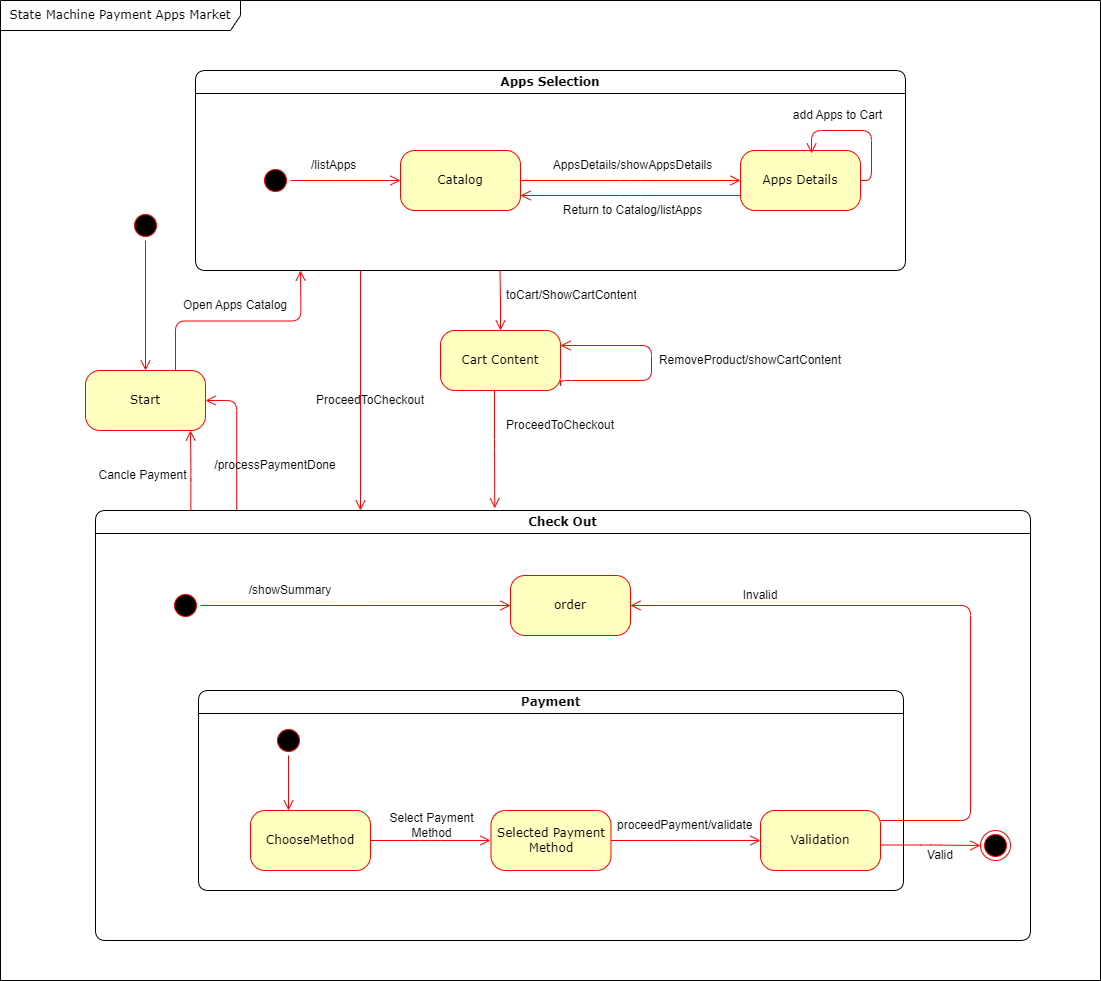 State Machine Payment Apps Market
Apps Selection
add Apps to Cart
/listApps
AppsDetails/showAppsDetails
Catalog
Apps Details
Return to Catalog/listApps
Open Apps Catalog
toCart/ShowCartContent
Cart Content
RemoveProduct/showCartContent
Start
ProceedToCheckout
ProceedToCheckout
/processPaymentDone
Cancle Payment
Check Out
/showSummary
order
Invalid
Payment
Select Payment
Method
ChooseMethod
Selected Payment
Method
proceedPayment/validate
Validation
Valid